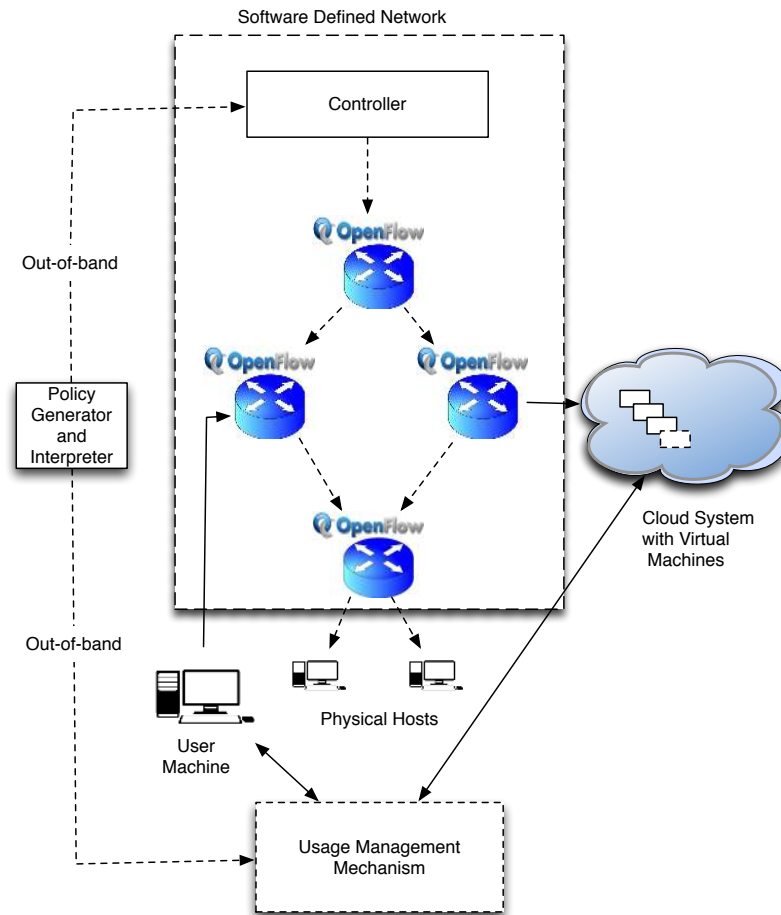 Software Defined Network
Controller
OpenFlow
Out-of-band
OpenFlow
OpenFlow
Policy
Generator
and
Interpreter
OpenFlow
Cloud System
with Virtual
Machines
Out-of-band
Physical Hosts
User
Machine
Usage Management
Mechanism